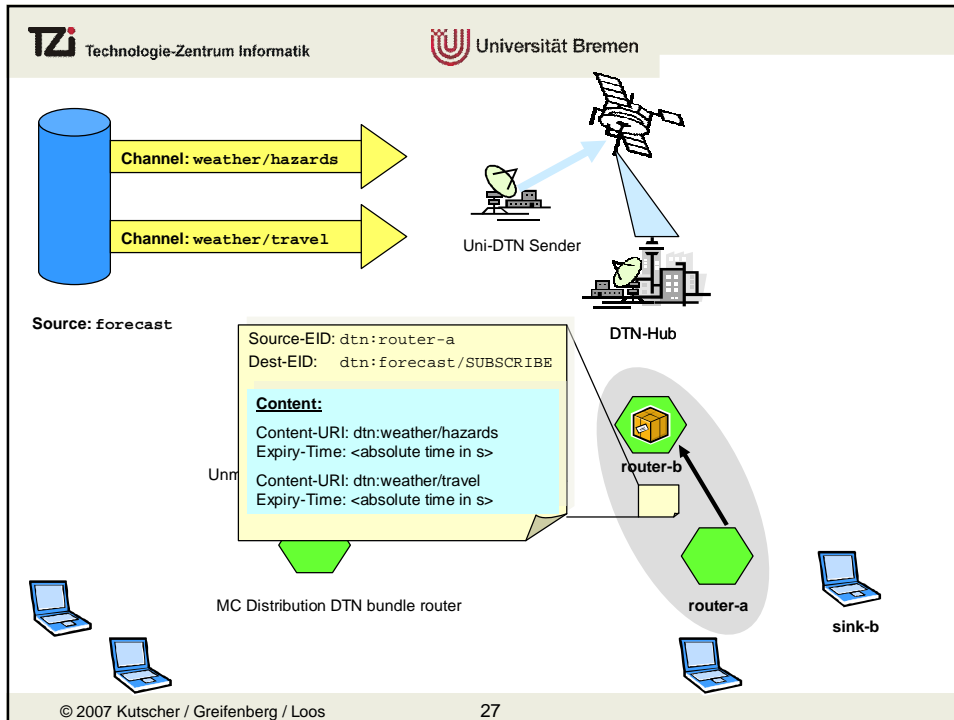 TZi Technologie-Zentrum Informatik
Universität Bremen
Channel: weather/hazards
Channel: weather/travel
Uni-DTN Sender
DTN-Hub
Source: forecast
Source-EID: dtn:router-a
Dest-EID: dtn:forecast/SUBSCRIBE
Content:
Content-URI: dtn:weather/hazards
Expiry-Time: <absolute time in s>
Content-URI: dtn:weather/travel
Expiry-Time: <absolute time in s>
router-b
MC Distribution DTN bundle router
router-a
sink-b
© 2007 Kutscher / Greifenberg / Loos
27